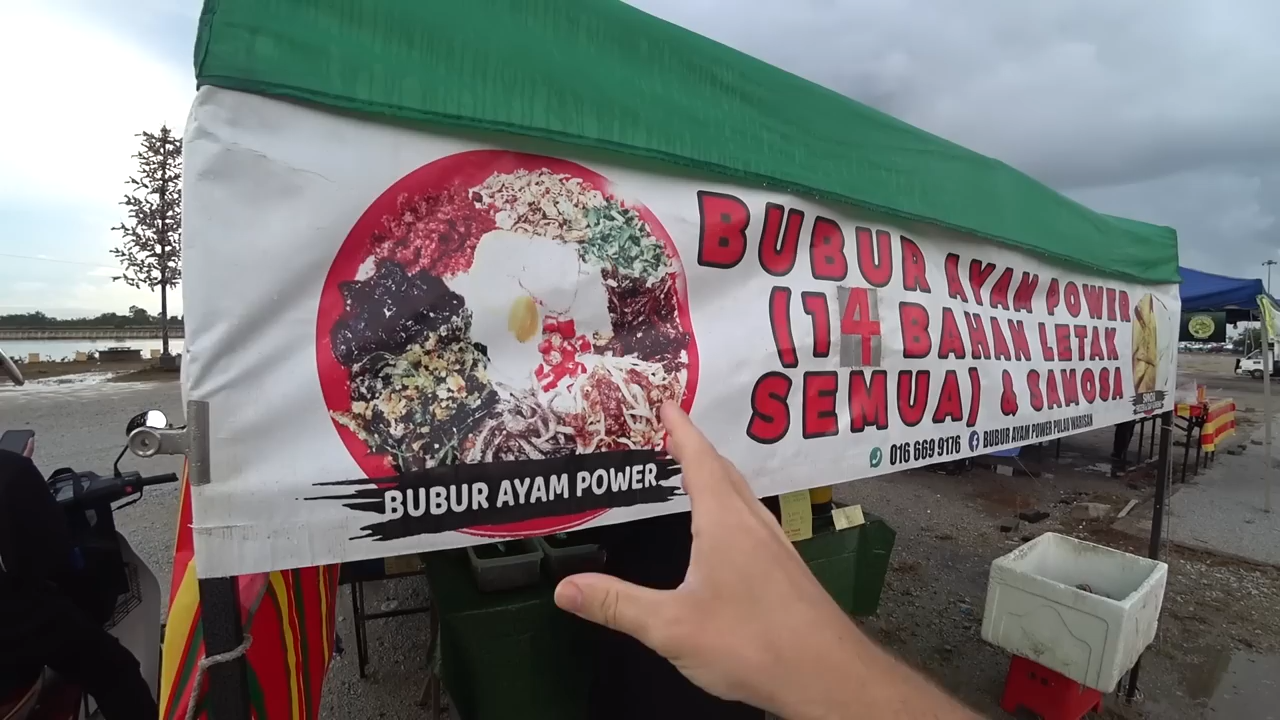 BUBUR AYAM POWER
BUBUR AYAM POWER
(14 BAHAN LETAK
SEMUA) & SAMOSA
016 669 9176 BUBUR AYAM POWER PULAU WARISAN